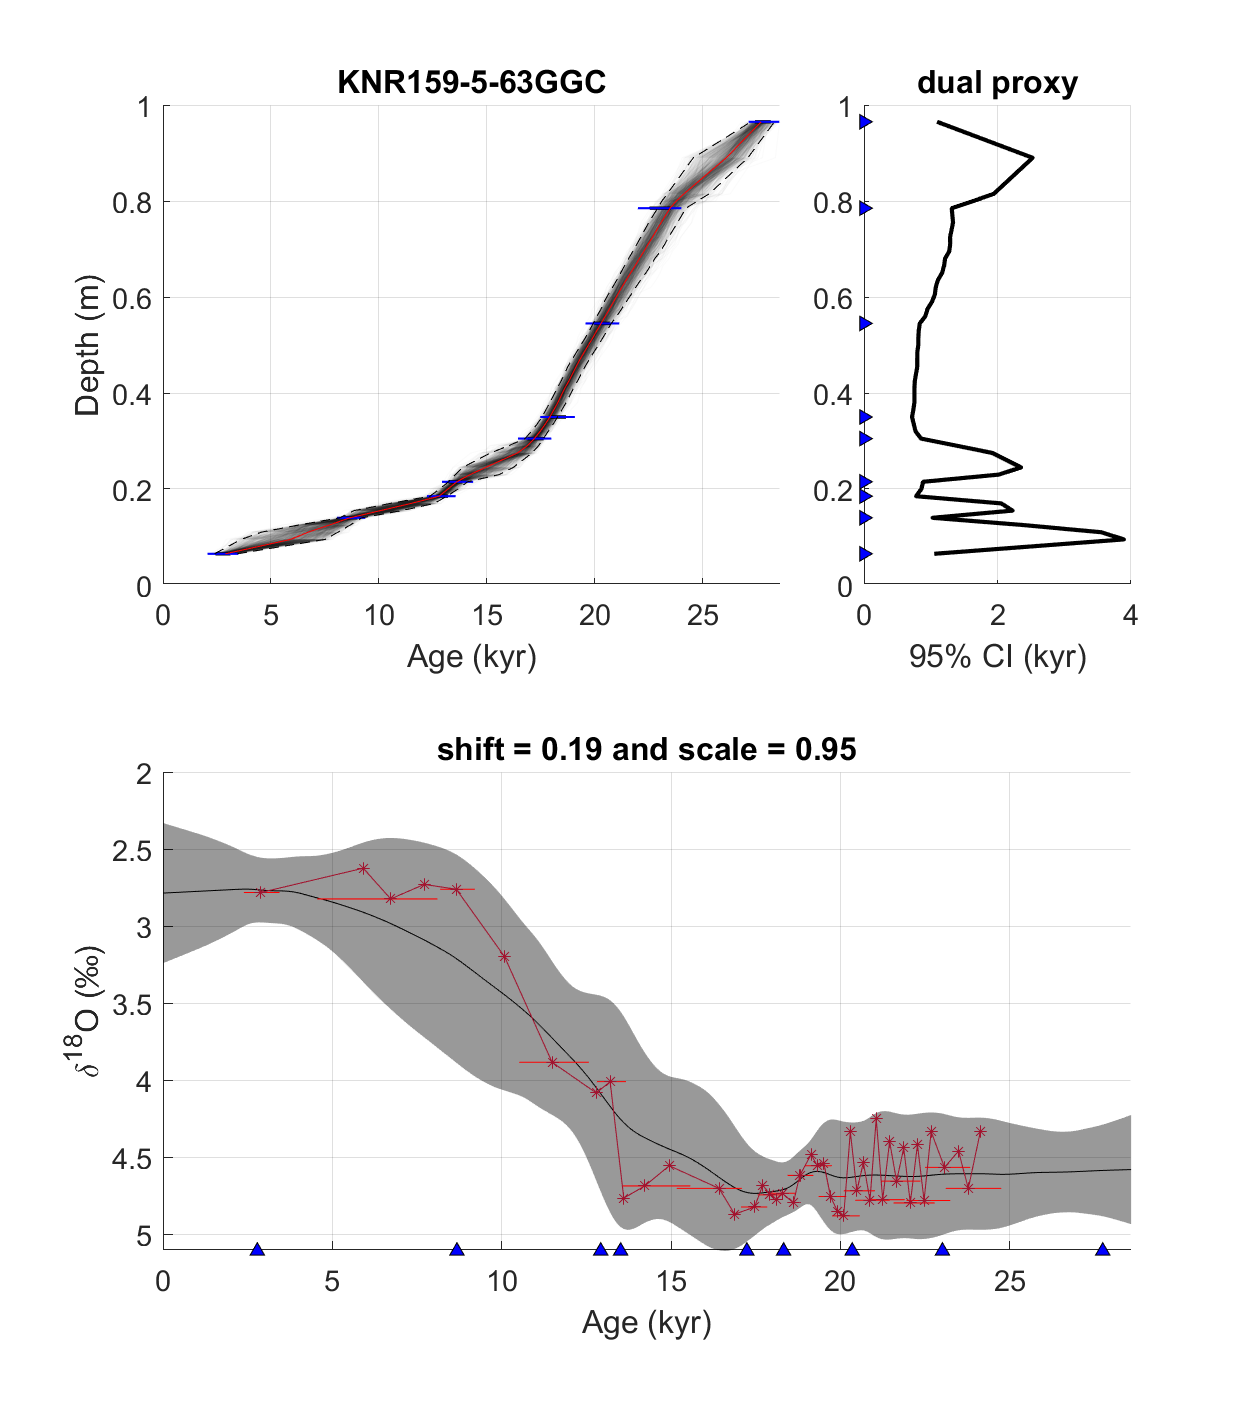 KNR159-5-63GGC
dual proxy
1
0.8
0.6
0.4
0.2
0
Depth (m)
0 5 10 15 20 25
Age (kyr)
1
0.8
0.6
0.4
0.2
0
0 2 4
95% CI (kyr)
shift = 0.19 and scale = 0.95
2
2.5
3
3.5
4
4.5
5
δ18O (‰)
0 5 10 15 20 25
Age (kyr)